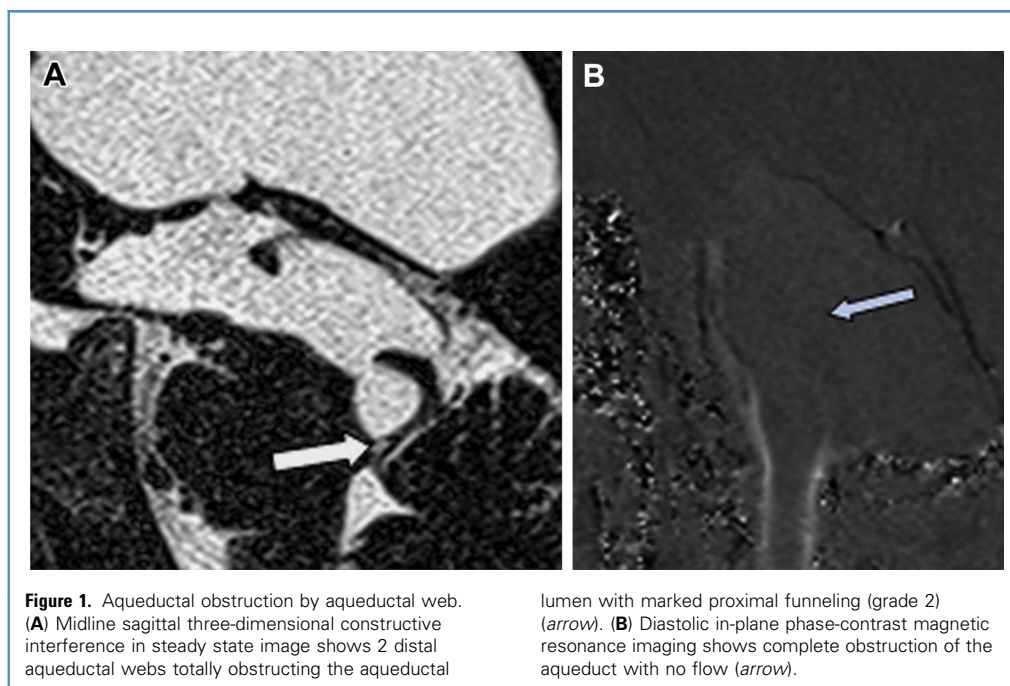 A
B
Figure 1. Aqueductal obstruction by aqueductal web.
(A) Midline sagittal three-dimensional constructive
interference in steady state image shows 2 distal
aqueductal webs totally obstructing the aqueductal
lumen with marked proximal funneling (grade 2)
(arrow). (B) Diastolic in-plane phase-contrast magnetic
resonance imaging shows complete obstruction of the
aqueduct with no flow (arrow).